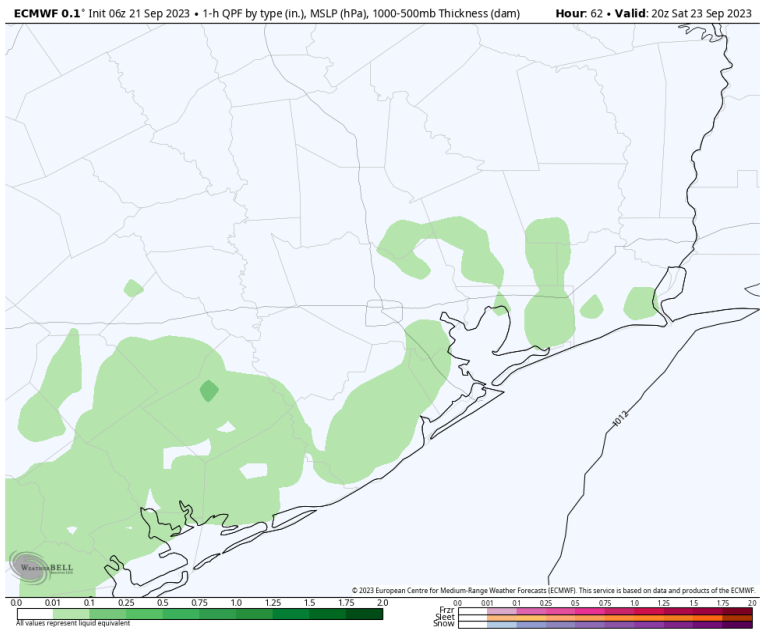 ECMWF 0.1° Init 06z 21 Sep 2023 • 1-h QPF by type (in.), MSLP (hPa), 1000-500mb Thickness (dam) Hour: 62 • Valid: 20z Sat 23 Sep 2023
1012
WEATHERBELL
© 2023 European Centre for Medium-Range Weather Forecasts (ECMWF). This service is based on data and products of the ECMWF.
0.0 0.01 0.1 0.25 0.5 0.75 1.0 1.25 1.5 1.75 2.0
0.0 0.01 0.1 0.25 0.5 0.75 1.0 1.25 1.5 1.75 2.0
Frzr
Sleet
Snow
All values represent liquid equivalent